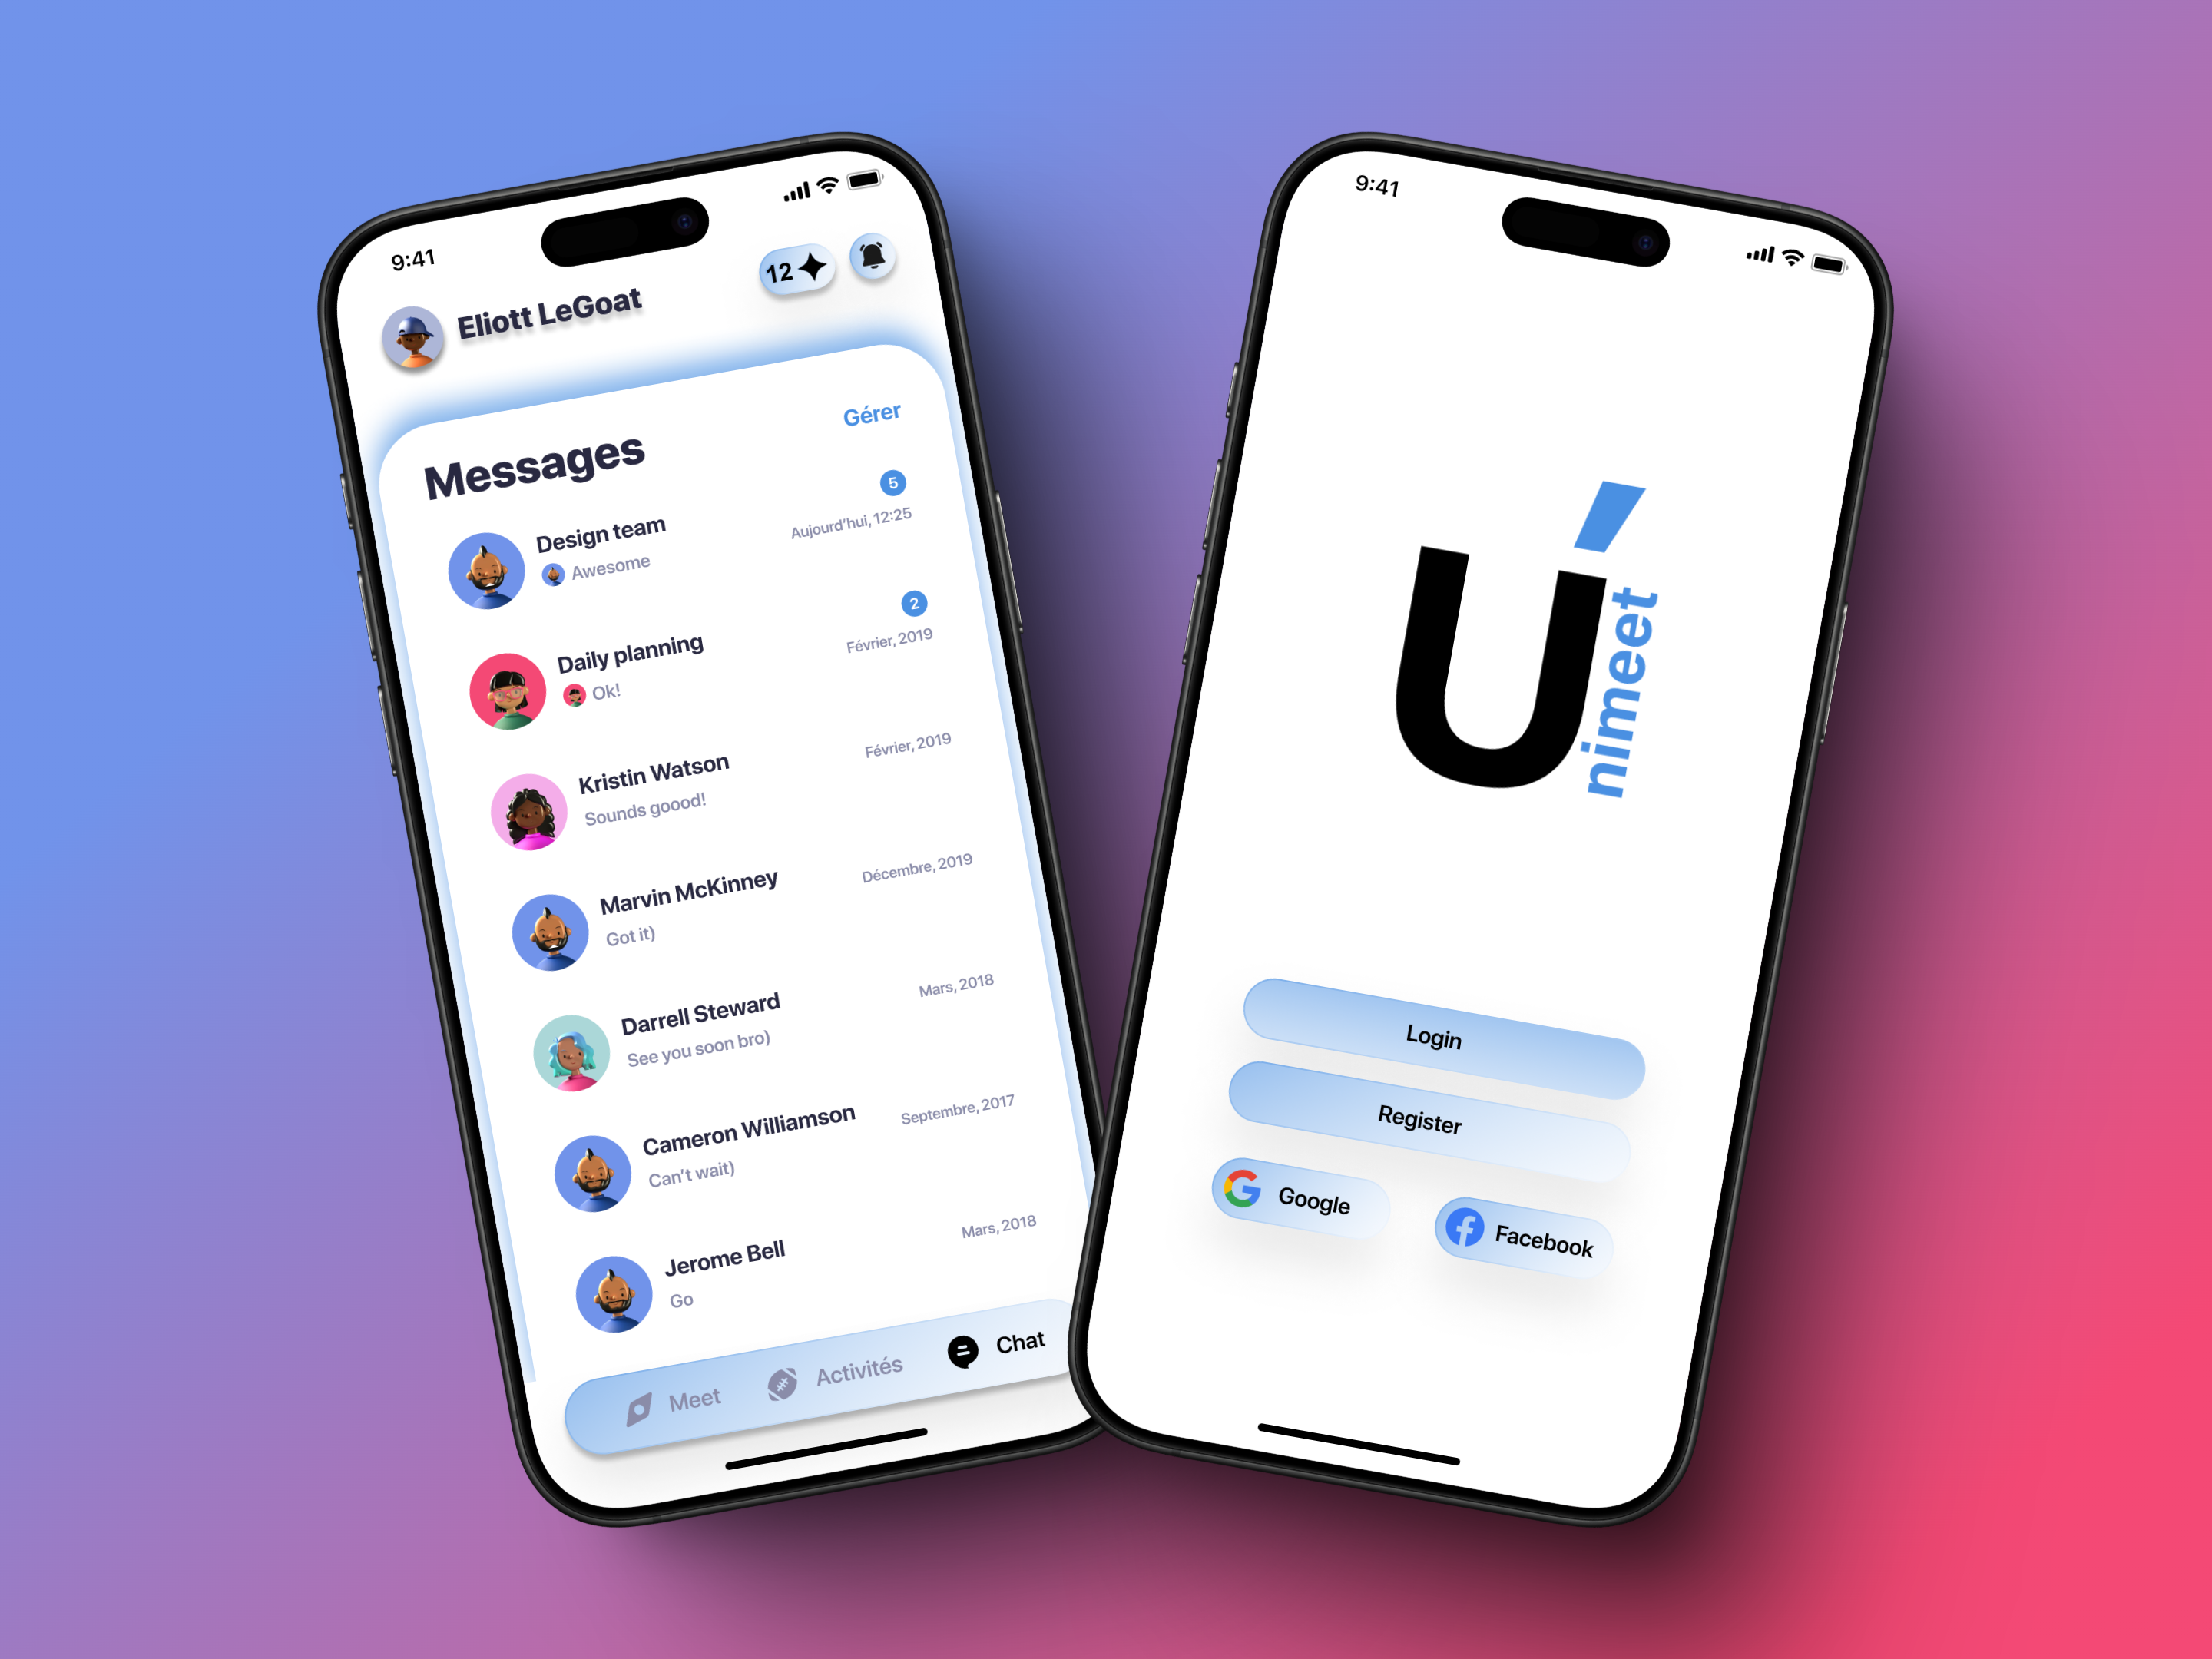 9:41
12
Eliott LeGoat
Gérer
Messages
5
Design team
Aujourd'hui, 12:25
Awesome
2
Daily planning
Février, 2019
Ok!
Kristin Watson
Février, 2019
Sounds goood!
Marvin McKinney
Décembre, 2019
Got it)
Darrell Steward
Mars, 2018
See you soon bro)
Cameron Williamson
Septembre, 2017
Can't wait)
Jerome Bell
Mars, 2018
Go
Meet
Activités
Chat
9:41
Ú
nimeet
Login
Register
Google
Facebook